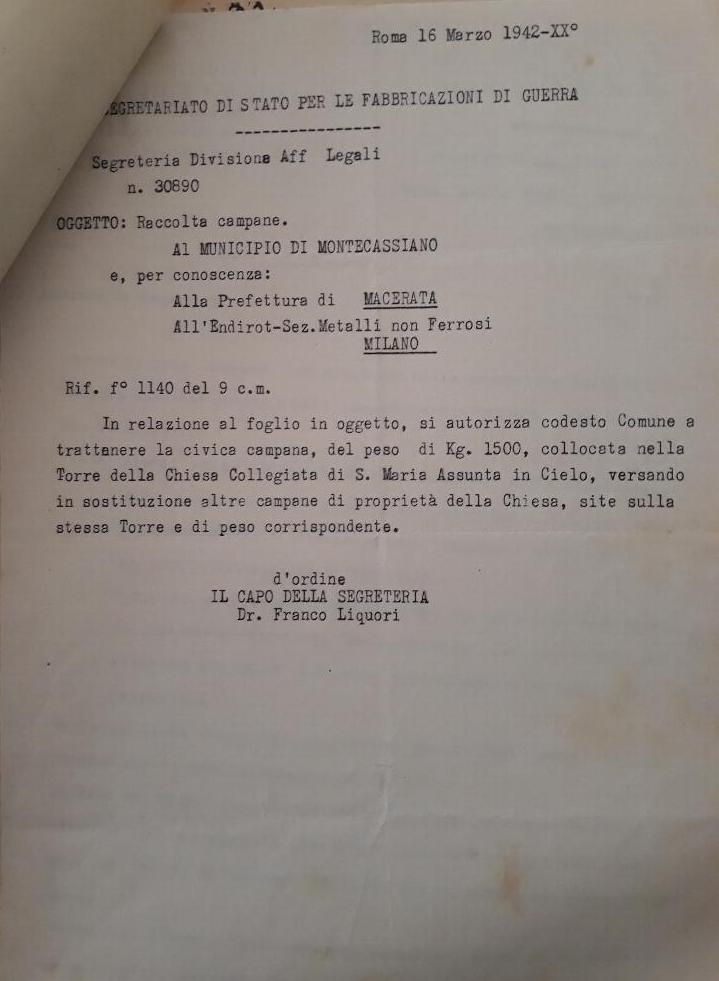 Roma 16 Marzo 1942-XX°
SEGRETARIATO DI STATO PER LE FABBRICAZIONI DI GUERRA
----------------
Segreteria Divisione Aff Legali
n. 30890
OGGETTO: Raccolta campane.
Al MUNICIPIO DI MONTECASSIANO
e, per conoscenza:
Alla Prefettura di MACERATA
All'Endirot-Sez.Metalli non Ferrosi
MILANO
Rif. f° 1140 del 9 c.m.
In relazione al foglio in oggetto, si autorizza codesto Comune a
trattenere la civica campana, del peso di Kg. 1500, collocata nella
Torre della Chiesa Collegiata di S. Maria Assunta in Cielo, versando
in sostituzione altre campane di proprietà della Chiesa, site sulla
stessa Torre e di peso corrispondente.
d'ordine
IL CAPO DELLA SEGRETERIA
Dr. Franco Liquori